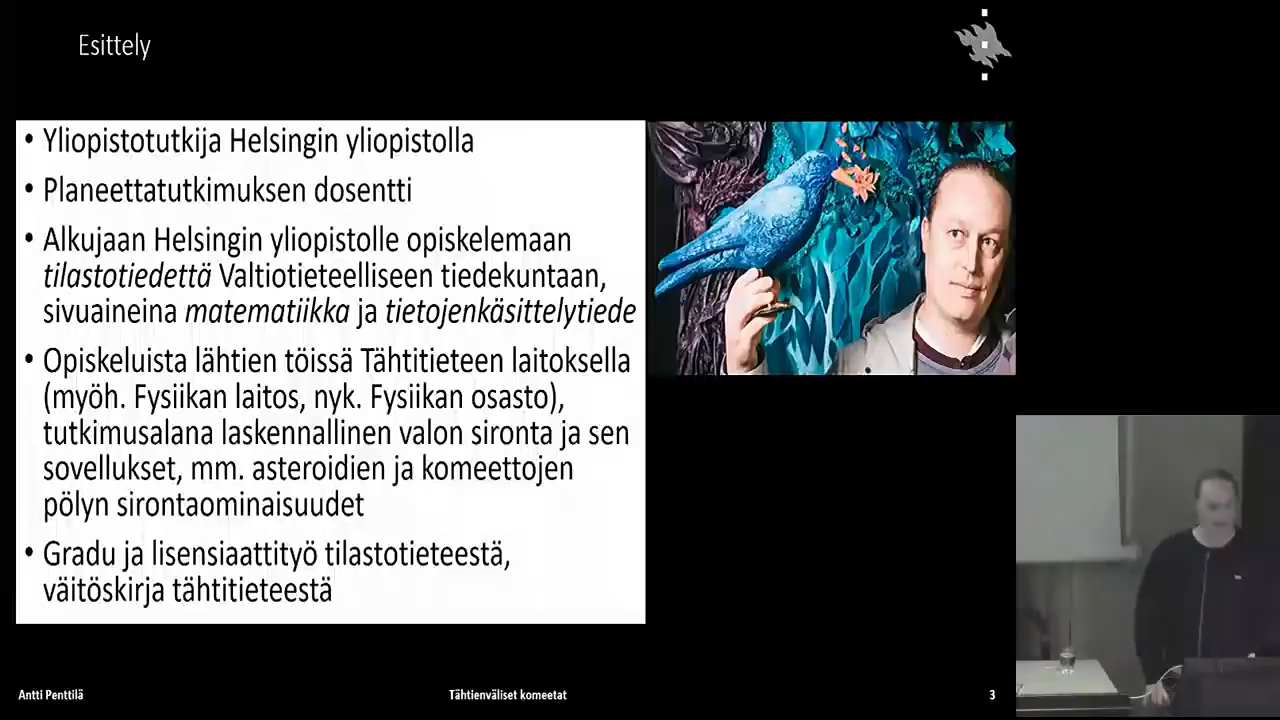 Esittely
• Yliopistotutkija Helsingin yliopistolla
• Planeettatutkimuksen dosentti
• Alkujaan Helsingin yliopistolle opiskelemaan
tilastotiedettä Valtiotieteelliseen tiedekuntaan,
sivuaineina matematiikka ja tietojenkäsittelytiede
• Opiskeluista lähtien töissä Tähtitieteen laitoksella
(myöh. Fysiikan laitos, nyk. Fysiikan osasto),
tutkimusalana laskennallinen valon sironta ja sen
sovellukset, mm. asteroidien ja komeettojen
pölyn sirontaominaisuudet
• Gradu ja lisensiaattityö tilastotieteestä,
väitöskirja tähtitieteestä
Antti Penttilä
Tähtienväliset komeetat
3